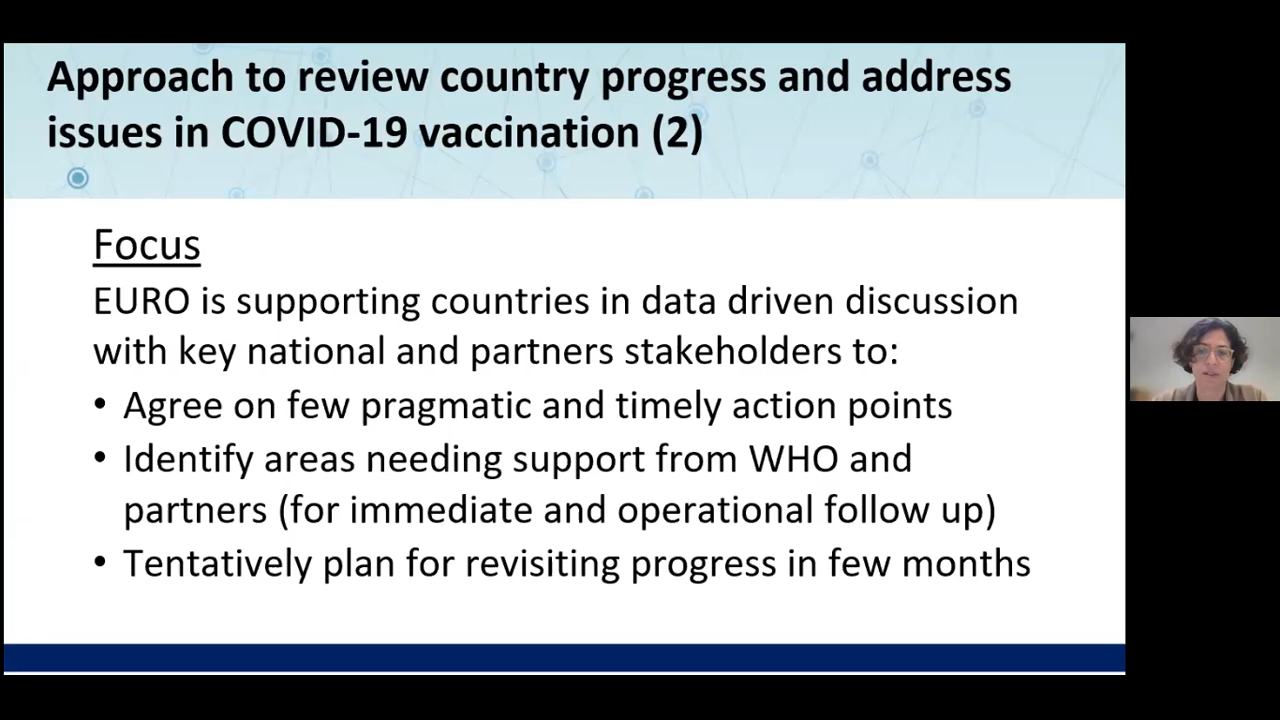 Approach to review country progress and address
issues in COVID-19 vaccination (2)
Focus
EURO is supporting countries in data driven discussion
with key national and partners stakeholders to:
• Agree on few pragmatic and timely action points
• Identify areas needing support from WHO and
partners (for immediate and operational follow up)
• Tentatively plan for revisiting progress in few months